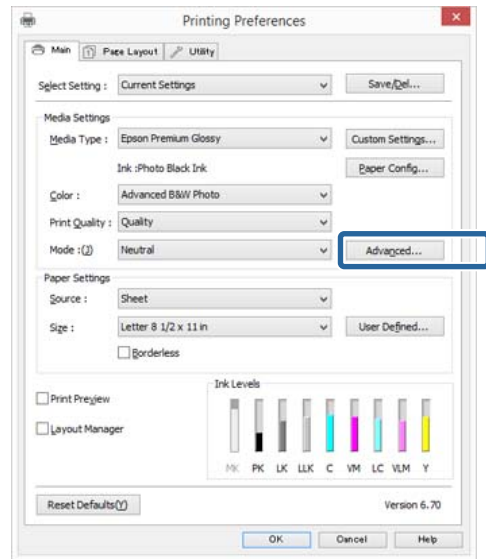 Printing Preferences
Main Page Layout Utility
Select Setting : Current Settings Save/Del...
Media Settings
Media Type : Epson Premium Glossy Custom Settings...
Ink :Photo Black Ink Paper Config...
Color : Advanced B&W Photo
Print Quality : Quality
Mode :(J) Neutral Advanced...
Paper Settings
Source : Sheet
Size : Letter 8 1/2 x 11 in User Defined...
Borderless
Print Preview
Layout Manager
Ink Levels
MK PK LK LLK C VM LC VLM Y
Reset Defaults(Y) Version 6.70
OK Cancel Help